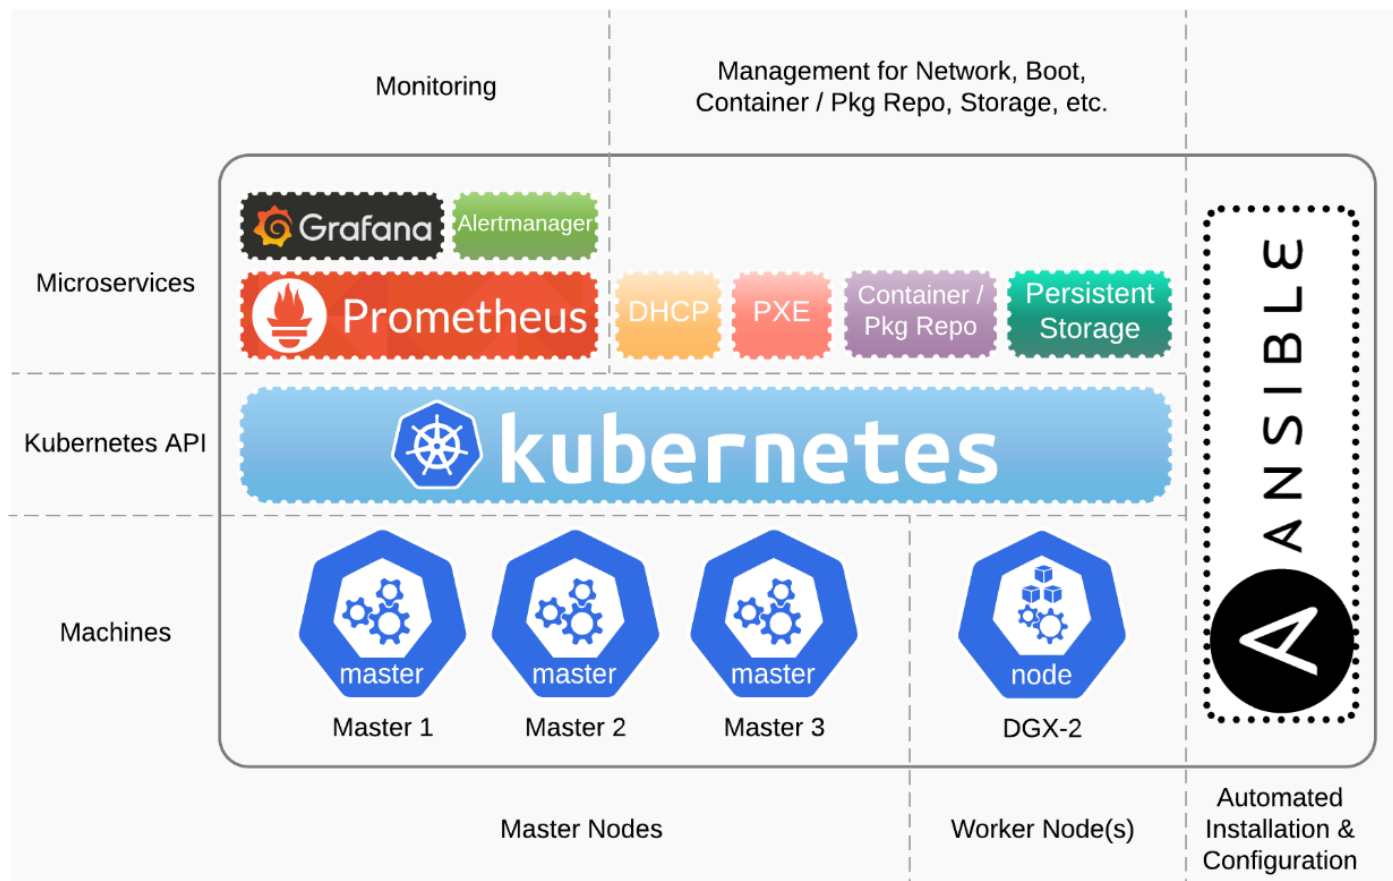 Monitoring
Management for Network, Boot,
Container / Pkg Repo, Storage, etc.
Microservices
Grafana
Alertmanager
Prometheus
DHCP
PXE
Container /
Pkg Repo
Persistent
Storage
ANSIBLE
A
Kubernetes API
kubernetes
Machines
master
master
master
node
Master 1
Master 2
Master 3
DGX-2
Master Nodes
Worker Node(s)
Automated
Installation &
Configuration